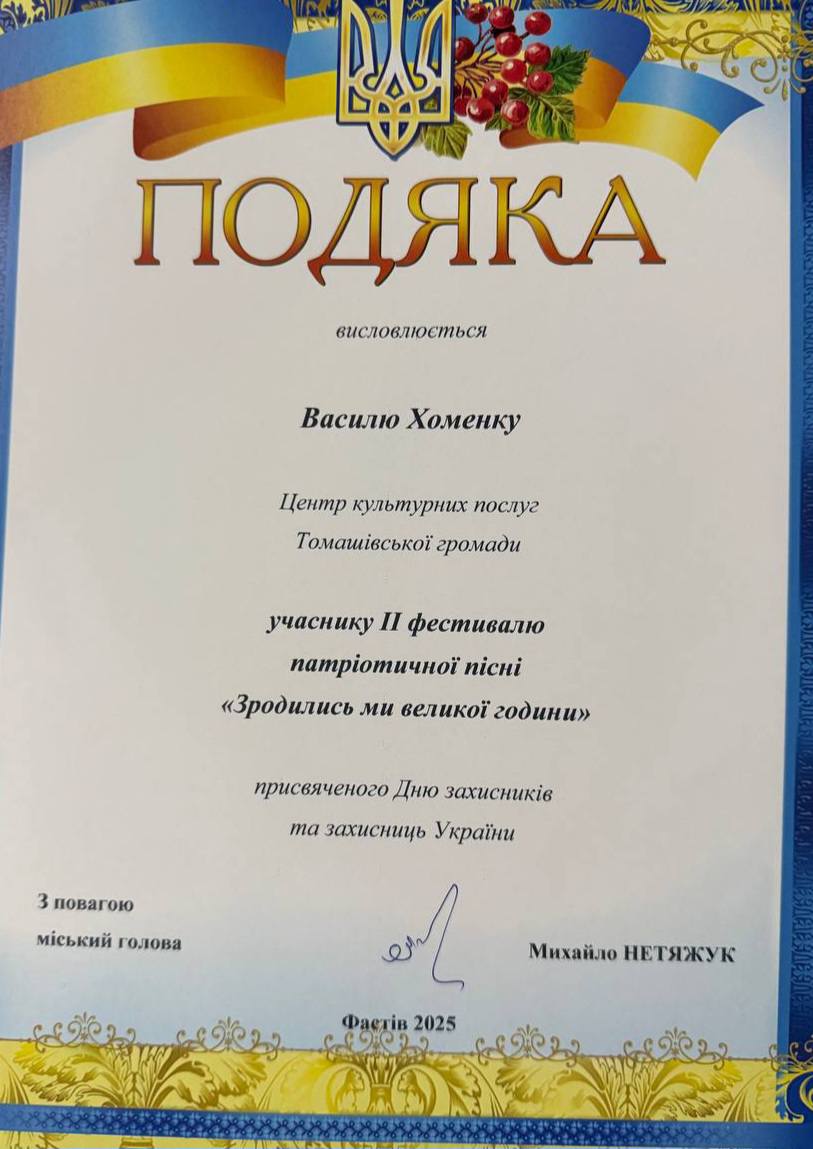 ПОДЯКА
висловлюється
Василю Хоменку
Центр культурних послуг
Томашівської громади
учаснику ІІ фестивалю
патріотичної пісні
«Зродились ми великої години»
присвяченого Дню захисників
та захисниць України
З повагою
міський голова
Михайло НЕТЯЖУК
Фастів 2025